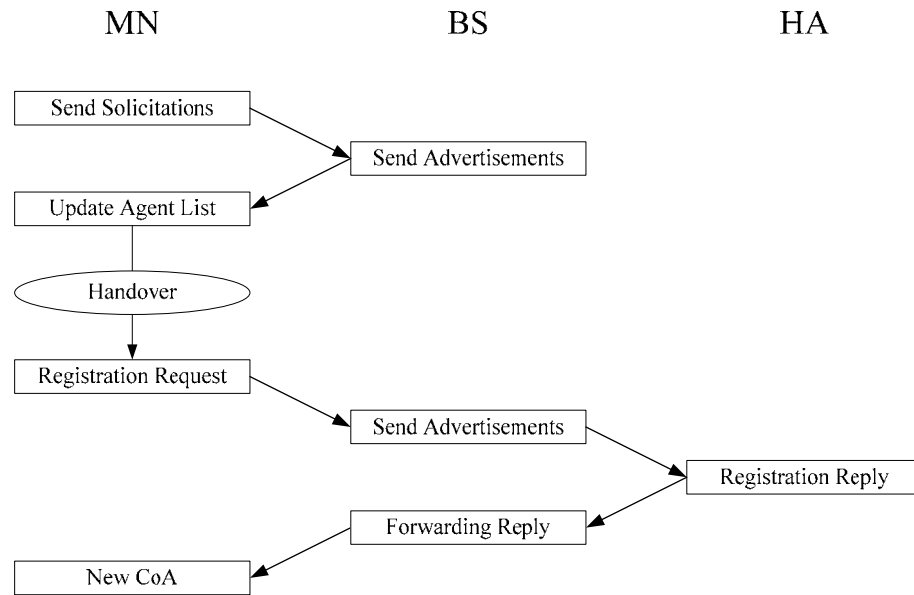 MN
BS
HA
Send Solicitations
Send Advertisements
Update Agent List
Handover
Registration Request
Send Advertisements
Registration Reply
Forwarding Reply
New CoA